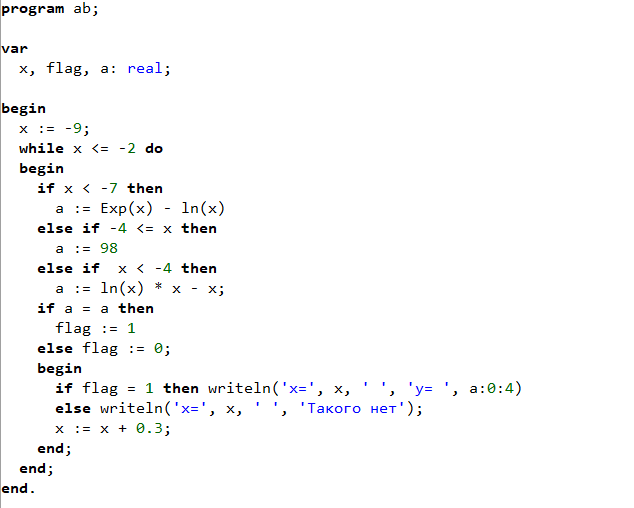 program ab;
var
x, flag, a: real;
begin
x := -9;
while x <= -2 do
begin
if x < -7 then
a := Exp(x) - ln(x)
else if -4 <= x then
a := 98
else if  x < -4 then
a := ln(x) * x - x;
if a = a then
flag := 1
else flag := 0;
begin
if flag = 1 then writeln('x=', x, ' ', 'y= ', a:0:4)
else writeln('x=', x, ' ', 'Такого нет');
x := x + 0.3;
end;
end;
end.